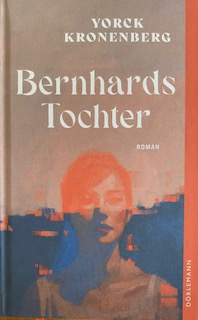 YORCK
KRONENBERG
Bernhards
Tochter
ROMAN
DÖRLEMANN